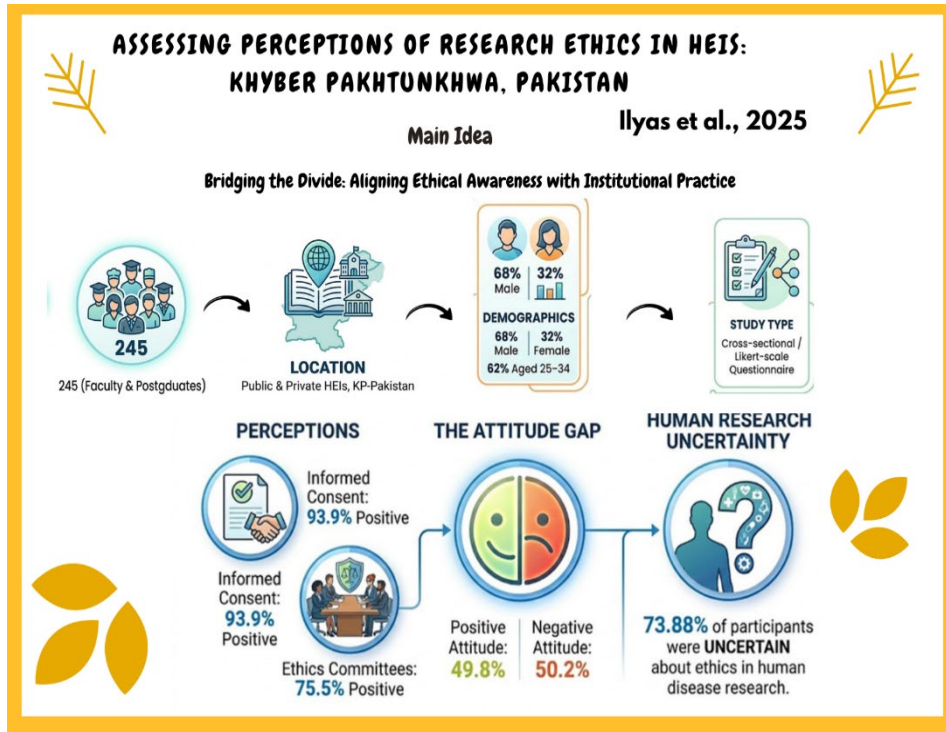 ASSESSING PERCEPTIONS OF RESEARCH ETHICS IN HEIS:
KHYBER PAKHTUNKHWA, PAKISTAN
Ilyas et al., 2025
Main Idea
Bridging the Divide: Aligning Ethical Awareness with Institutional Practice
245
245 (Faculty & Postgduates)
LOCATION
Public & Private HEIs, KP-Pakistan
68% 32%
Male
DEMOGRAPHICS
68% 32%
Male Female
62% Aged 25-34
STUDY TYPE
Cross-sectional /
Likert-scale
Questionnaire
PERCEPTIONS
Informed
Consent:
93.9% Positive
Informed
Consent:
93.9%
Positive
Ethics Committees:
75.5% Positive
THE ATTITUDE GAP
Positive
Attitude:
49.8%
Negative
Attitude:
50.2%
HUMAN RESEARCH
UNCERTAINTY
73.88% of participants
were UNCERTAIN
about ethics in human
disease research.